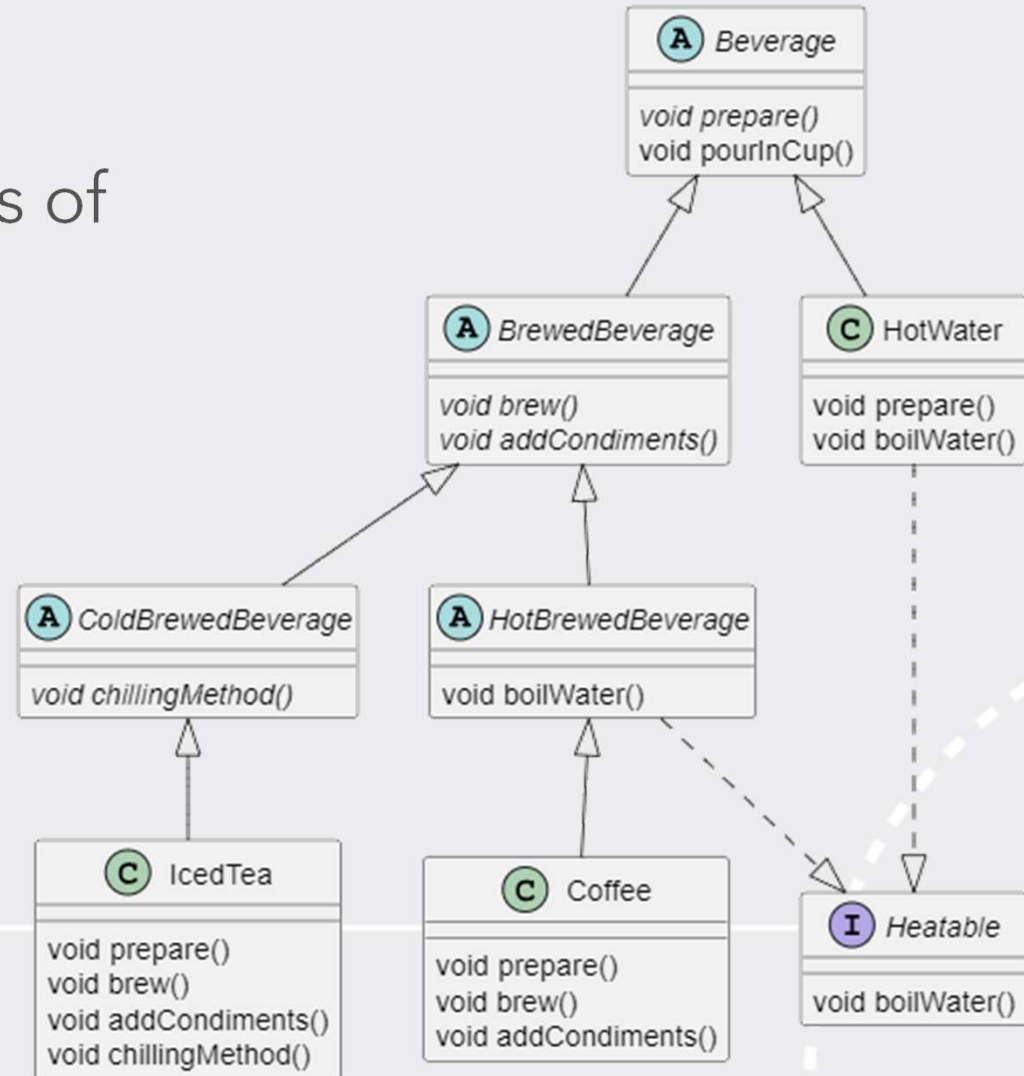 A Beverage
void prepare()
void pourInCup()
s of
A BrewedBeverage
void brew()
void addCondiments()
C HotWater
void prepare()
void boilWater()
A ColdBrewedBeverage
void chillingMethod()
A HotBrewedBeverage
void boilWater()
C IcedTea
void prepare()
void brew()
void addCondiments()
void chillingMethod()
C Coffee
void prepare()
void brew()
void addCondiments()
I Heatable
void boilWater()